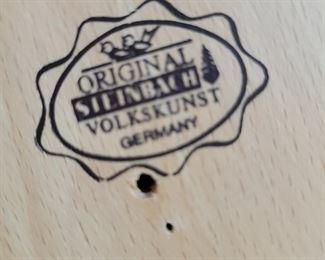 ORIGINAL
STEINBACH
VOLKSKUNST
GERMANY